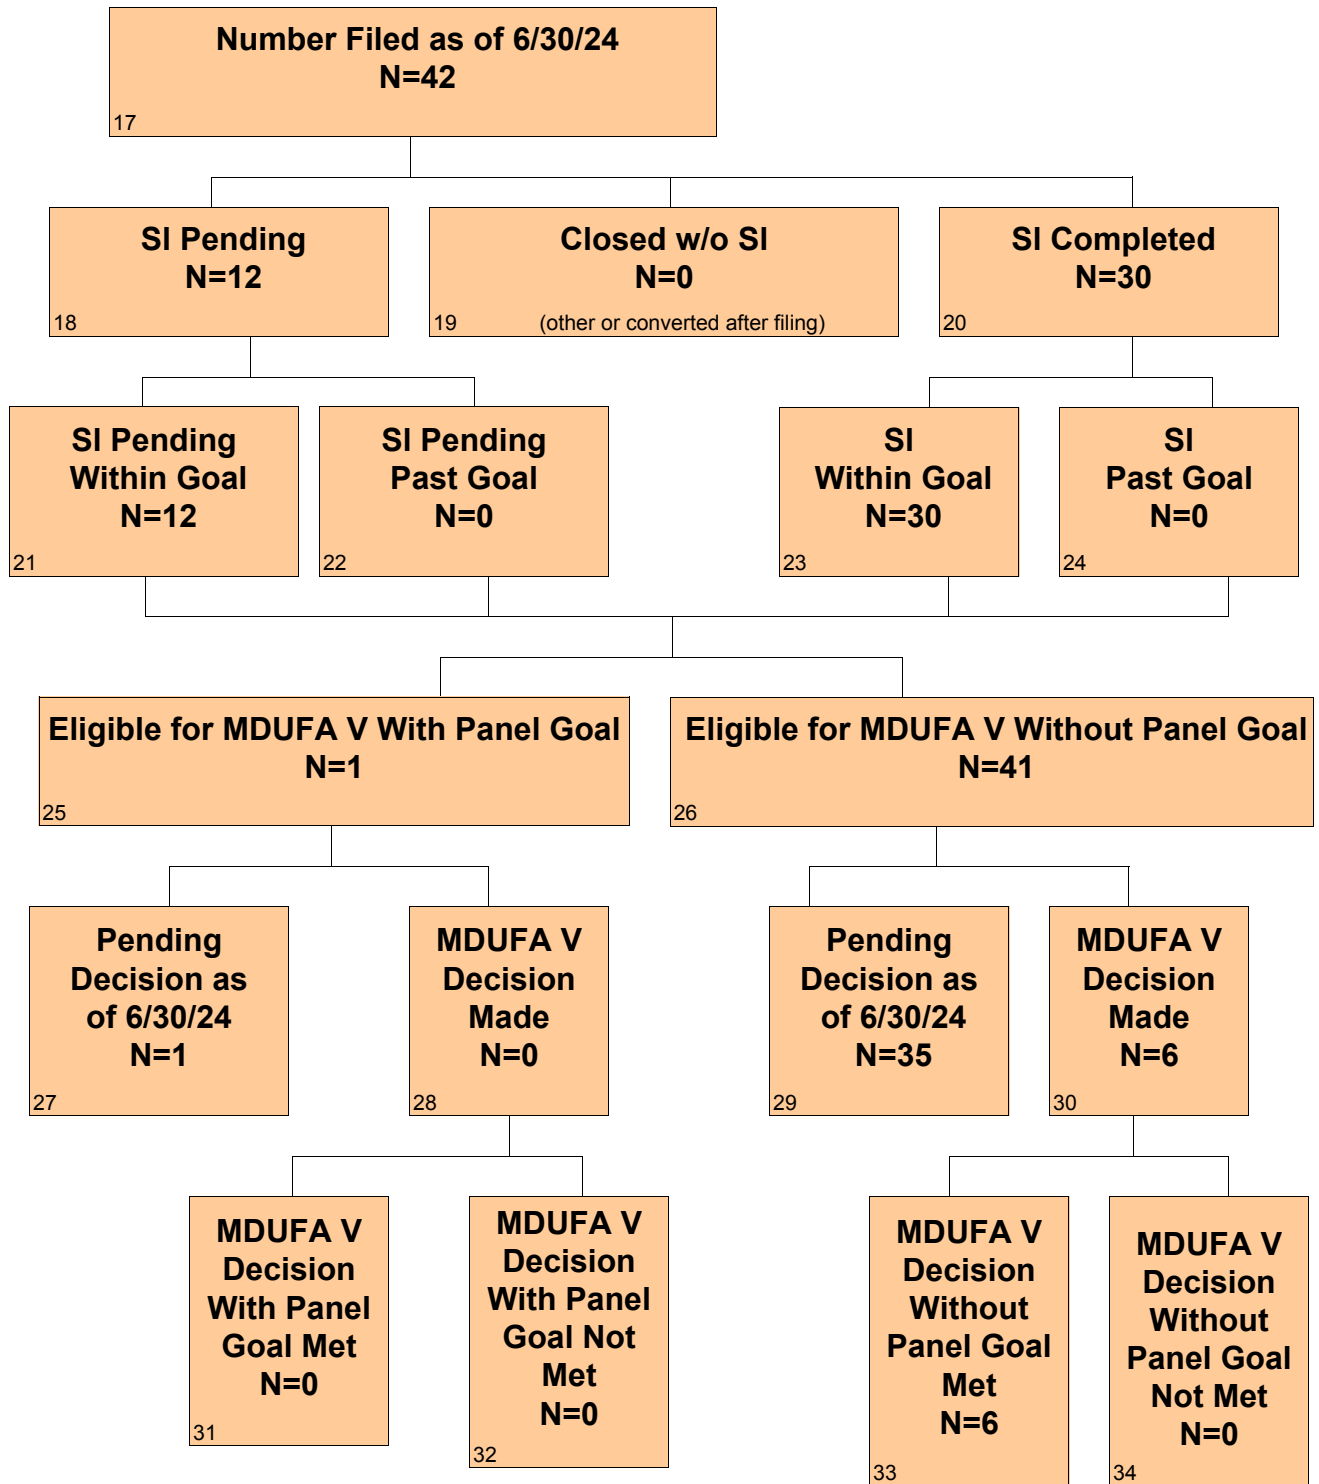 Number Filed as of 6/30/24
N=42
17
SI Pending
N=12
18
Closed w/o SI
N=0
19
(other or converted after filing)
SI Completed
N=30
20
SI Pending
Within Goal
N=12
21
SI Pending
Past Goal
N=0
22
SI
Within Goal
N=30
23
SI
Past Goal
N=0
24
Eligible for MDUFA V With Panel Goal
N=1
25
Eligible for MDUFA V Without Panel Goal
N=41
26
Pending
Decision as
of 6/30/24
N=1
27
MDUFA V
Decision
Made
N=0
28
Pending
Decision as
of 6/30/24
N=35
29
MDUFA V
Decision
Made
N=6
30
MDUFA V
Decision
With Panel
Goal Met
N=0
31
MDUFA V
Decision
With Panel
Goal Not
Met
N=0
32
MDUFA V
Decision
Without
Panel Goal
Met
N=6
33
MDUFA V
Decision
Without
Panel Goal
Not Met
N=0
34